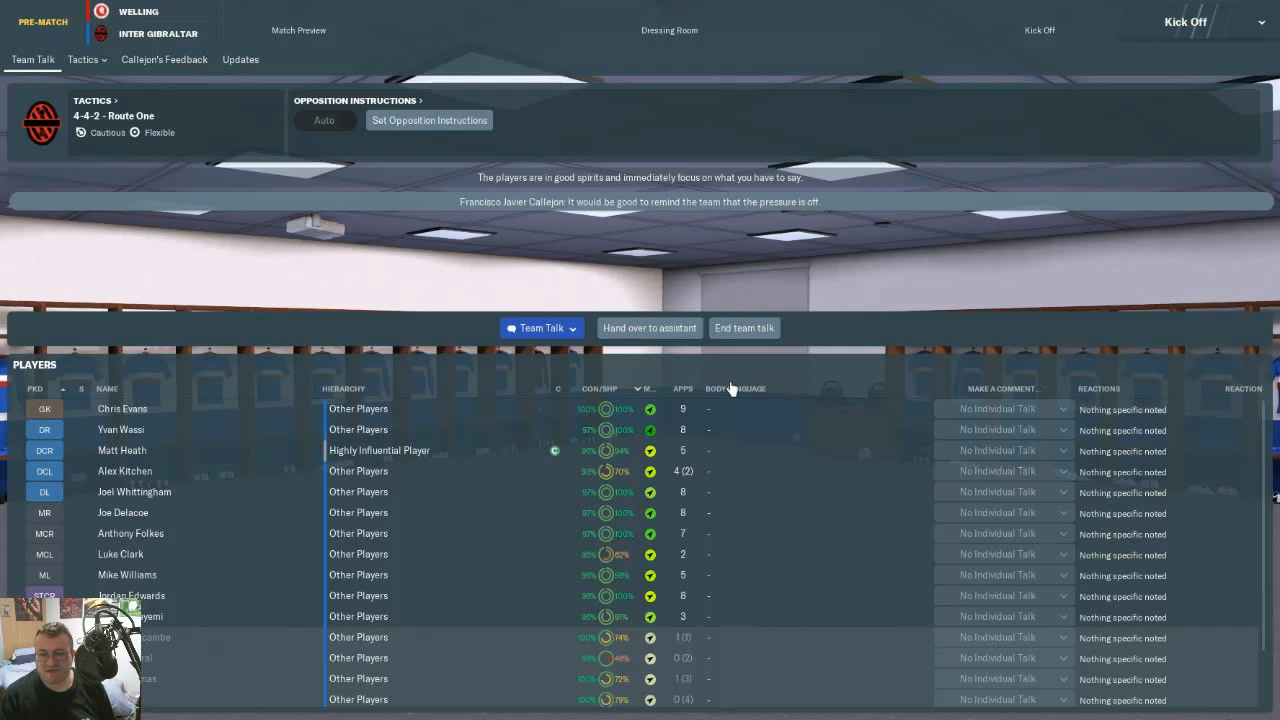 PRE-MATCH
WELLING
INTER GIBRALTAR
Match Preview
Dressing Room
Kick Off
Kick Off
Team Talk
Tactics
Callejon's Feedback
Updates
TACTICS >
4-4-2 - Route One
Cautious
Flexible
OPPOSITION INSTRUCTIONS >
Auto
Set Opposition Instructions
The players are in good spirits and immediately focus on what you have to say.
Francisco Javier Callejon: It would be good to remind the team that the pressure is off.
Team Talk
Hand over to assistant
End team talk
PLAYERS
PKD S NAME HIERARCHY C CON/SHP M... APPS BODY LANGUAGE MAKE A COMMENT... REACTIONS REACTION
GK Chris Evans Other Players 100% 100% 9 - No Individual Talk Nothing specific noted
DR Yvan Wassi Other Players 97% 100% 8 - No Individual Talk Nothing specific noted
DCR Matt Heath Highly Influential Player C 96% 94% 5 - No Individual Talk Nothing specific noted
DCL Alex Kitchen Other Players 93% 70% 4 (2) - No Individual Talk Nothing specific noted
DL Joel Whittingham Other Players 97% 100% 8 - No Individual Talk Nothing specific noted
MR Joe Delacoe Other Players 97% 100% 8 - No Individual Talk Nothing specific noted
MCR Anthony Folkes Other Players 97% 100% 7 - No Individual Talk Nothing specific noted
MCL Luke Clark Other Players 62% 2 - No Individual Talk Nothing specific noted
ML Mike Williams Other Players 96% 98% 5 - No Individual Talk Nothing specific noted
STCR Jordan Edwards Other Players 96% 100% 8 - No Individual Talk Nothing specific noted
Other Players 96% 91% 3 - No Individual Talk Nothing specific noted
Other Players 100% 74% 1 (1) - No Individual Talk Nothing specific noted
Other Players 46% 0 (2) - No Individual Talk Nothing specific noted
Other Players 100% 72% 1 (3) - No Individual Talk Nothing specific noted
Other Players 100% 79% 0 (4) - No Individual Talk Nothing specific noted